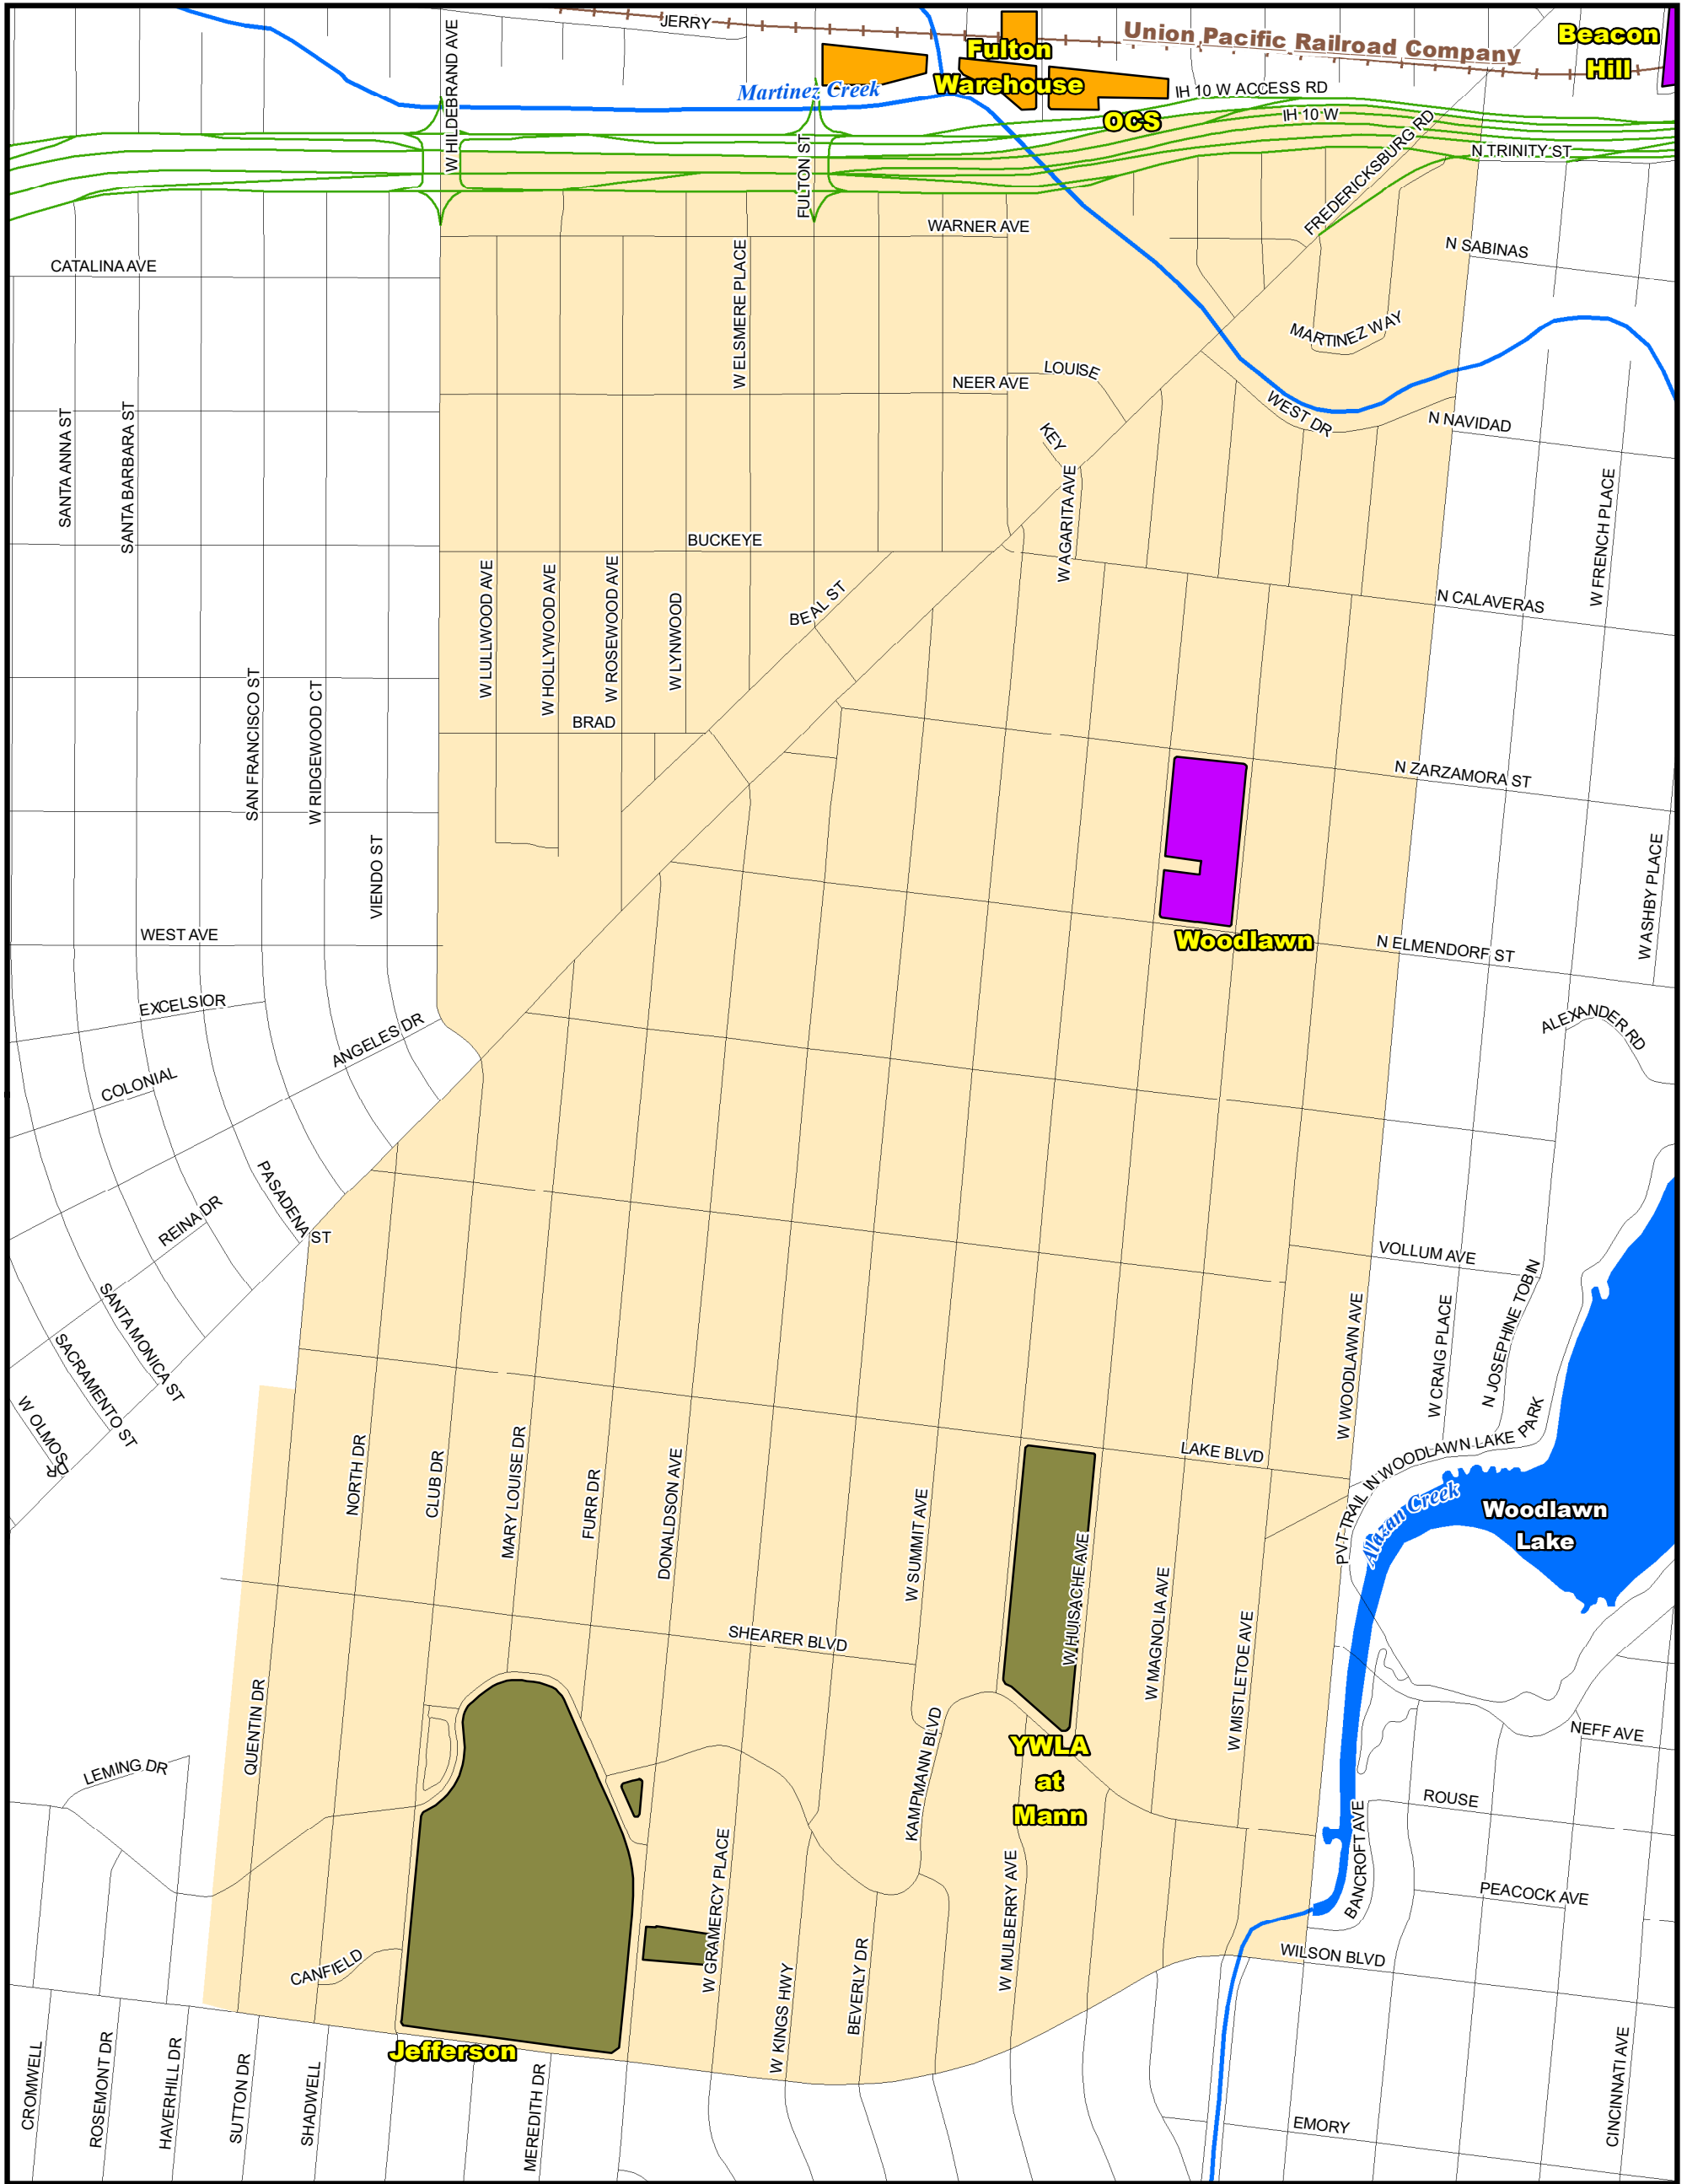 JERRY
W HILDEBRAND AVE
Union Pacific Railroad Company
Beacon
Hill
Fulton
Warehouse
Martinez Creek
IH 10 W ACCESS RD
OCS
IH 10 W
FREDERICKSBURG RD
N TRINITY ST
FULTON ST
WARNER AVE
N SABINAS
CATALINA AVE
W ELSMERE PLACE
MARTINEZ WAY
LOUISE
NEER AVE
WEST DR
N NAVIDAD
SANTA ANNA ST
SANTA BARBARA ST
KEY
W AGARITA AVE
W FRENCH PLACE
BUCKEYE
W LULLWOOD AVE
W HOLLYWOOD AVE
W ROSEWOOD AVE
W LYNWOOD
BEAL ST
N CALAVERAS
SAN FRANCISCO ST
W RIDGEWOOD CT
BRAD
N ZARZAMORA ST
VIENDO ST
W ASHBY PLACE
WEST AVE
Woodlawn
N ELMENDORF ST
EXCELSIOR
ANGELES DR
ALEXANDER RD
COLONIAL
PASADENA ST
REINA DR
VOLLUM AVE
SANTA MONICA ST
SACRAMENTO ST
W OLMOS DR
W WOODLAWN AVE
W CRAIG PLACE
N JOSEPHINE TOBIN
NORTH DR
CLUB DR
MARY LOUISE DR
FURR DR
DONALDSON AVE
W SUMMIT AVE
LAKE BLVD
PVT-TRAIL IN WOODLAWN LAKE PARK
Alazan Creek
Woodlawn
Lake
W HUISACHE AVE
W MAGNOLIA AVE
W MISTLETOE AVE
SHEARER BLVD
QUENTIN DR
KAMPMANN BLVD
YWLA
at
Mann
NEFF AVE
LEMING DR
ROUSE
BANCROFT AVE
W GRAMERCY PLACE
W MULBERRY AVE
PEACOCK AVE
CANFIELD
W KINGS HWY
BEVERLY DR
WILSON BLVD
Jefferson
CROMWELL
ROSEMONT DR
HAVERHILL DR
SUTTON DR
SHADWELL
MEREDITH DR
EMORY
CINCINNATI AVE